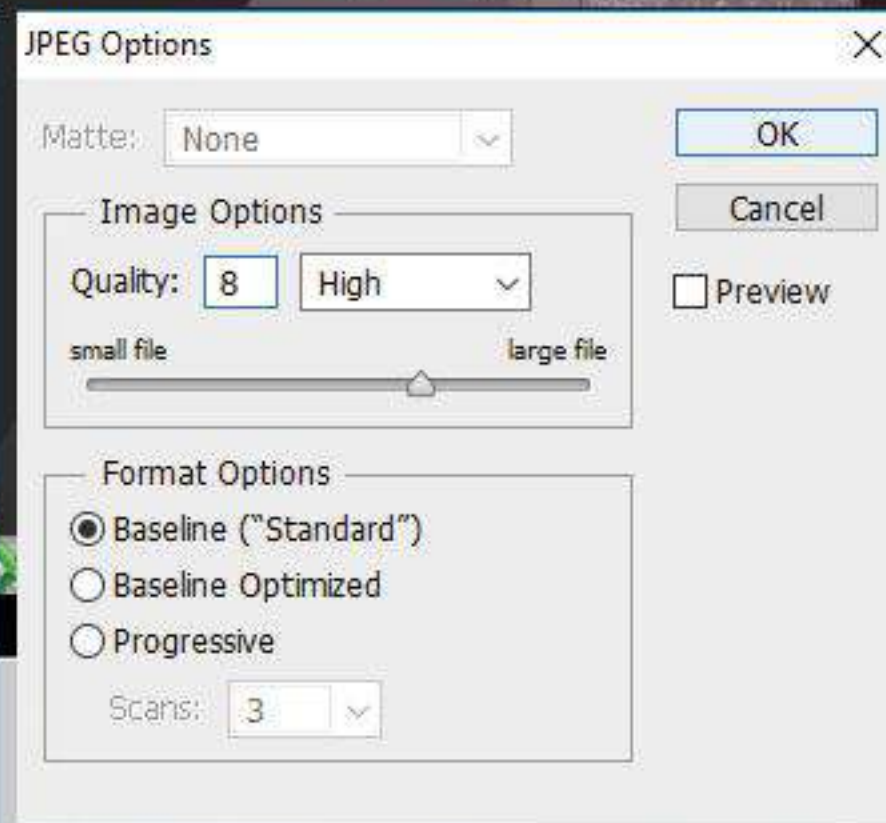 JPEG Options
Matte: None
OK
Image Options
Cancel
Quality: 8 High
Preview
small file large file
Format Options
Baseline (“Standard”)
Baseline Optimized
Progressive
Scans: 3